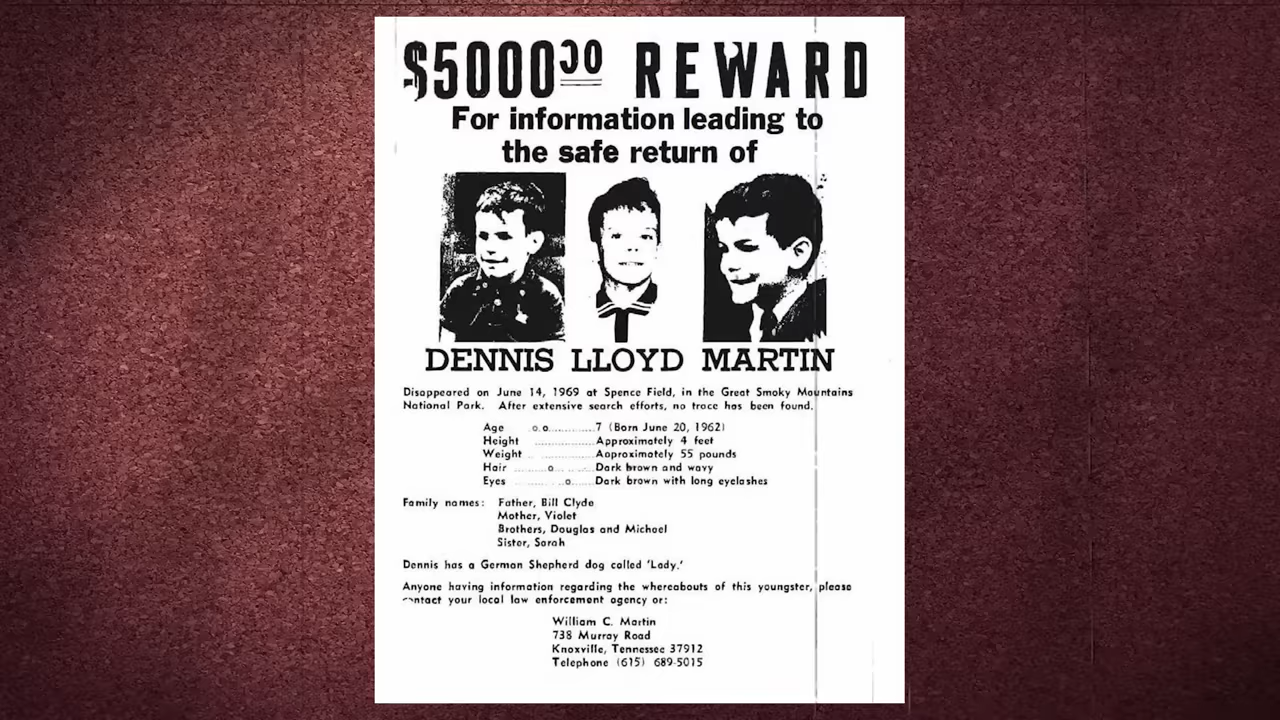 $5000.00 REWARD
For information leading to
the safe return of
DENNIS LLOYD MARTIN
Disappeared on June 14, 1969 at Spence Field, in the Great Smoky Mountains
National Park. After extensive search efforts, no trace has been found.
Age ..o.o............7 (Born June 20, 1962)
Height ................Approximately 4 feet
Weight ................Approximately 55 pounds
Hair .......o.........Dark brown and wavy
Eyes ...........o......Dark brown with long eyelashes
Family names: Father, Bill Clyde
Mother, Violet
Brothers, Douglas and Michael
Sister, Sarah
Dennis has a German Shepherd dog called 'Lady.'
Anyone having information regarding the whereabouts of this youngster, please
contact your local law enforcement agency or:
William C. Martin
738 Murray Road
Knoxville, Tennessee 37912
Telephone (615) 689-5015